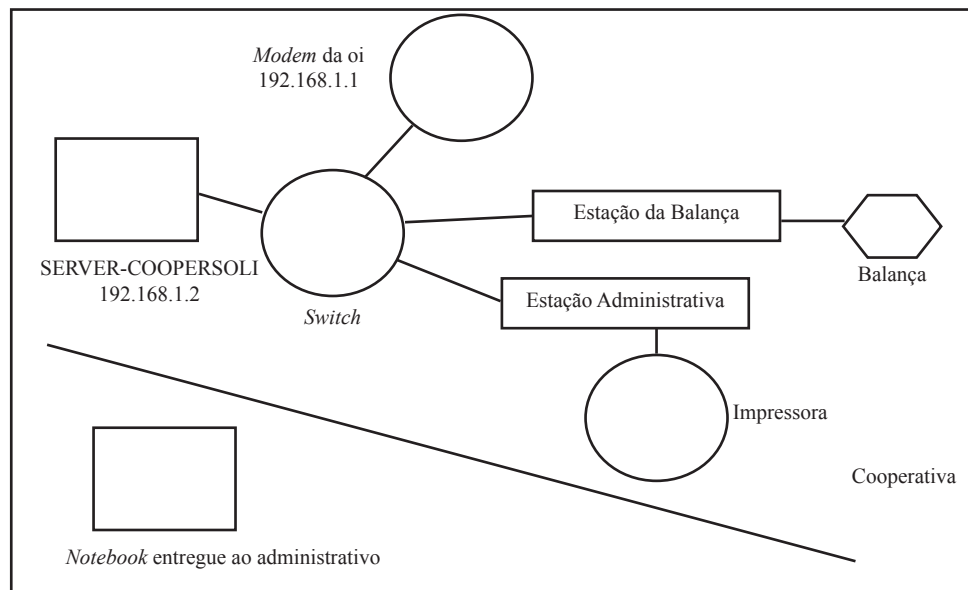 Modem da oi
192.168.1.1
SERVER-COOPERSOLI
192.168.1.2
Switch
Estação da Balança
Balança
Estação Administrativa
Impressora
Cooperativa
Notebook entregue ao administrativo